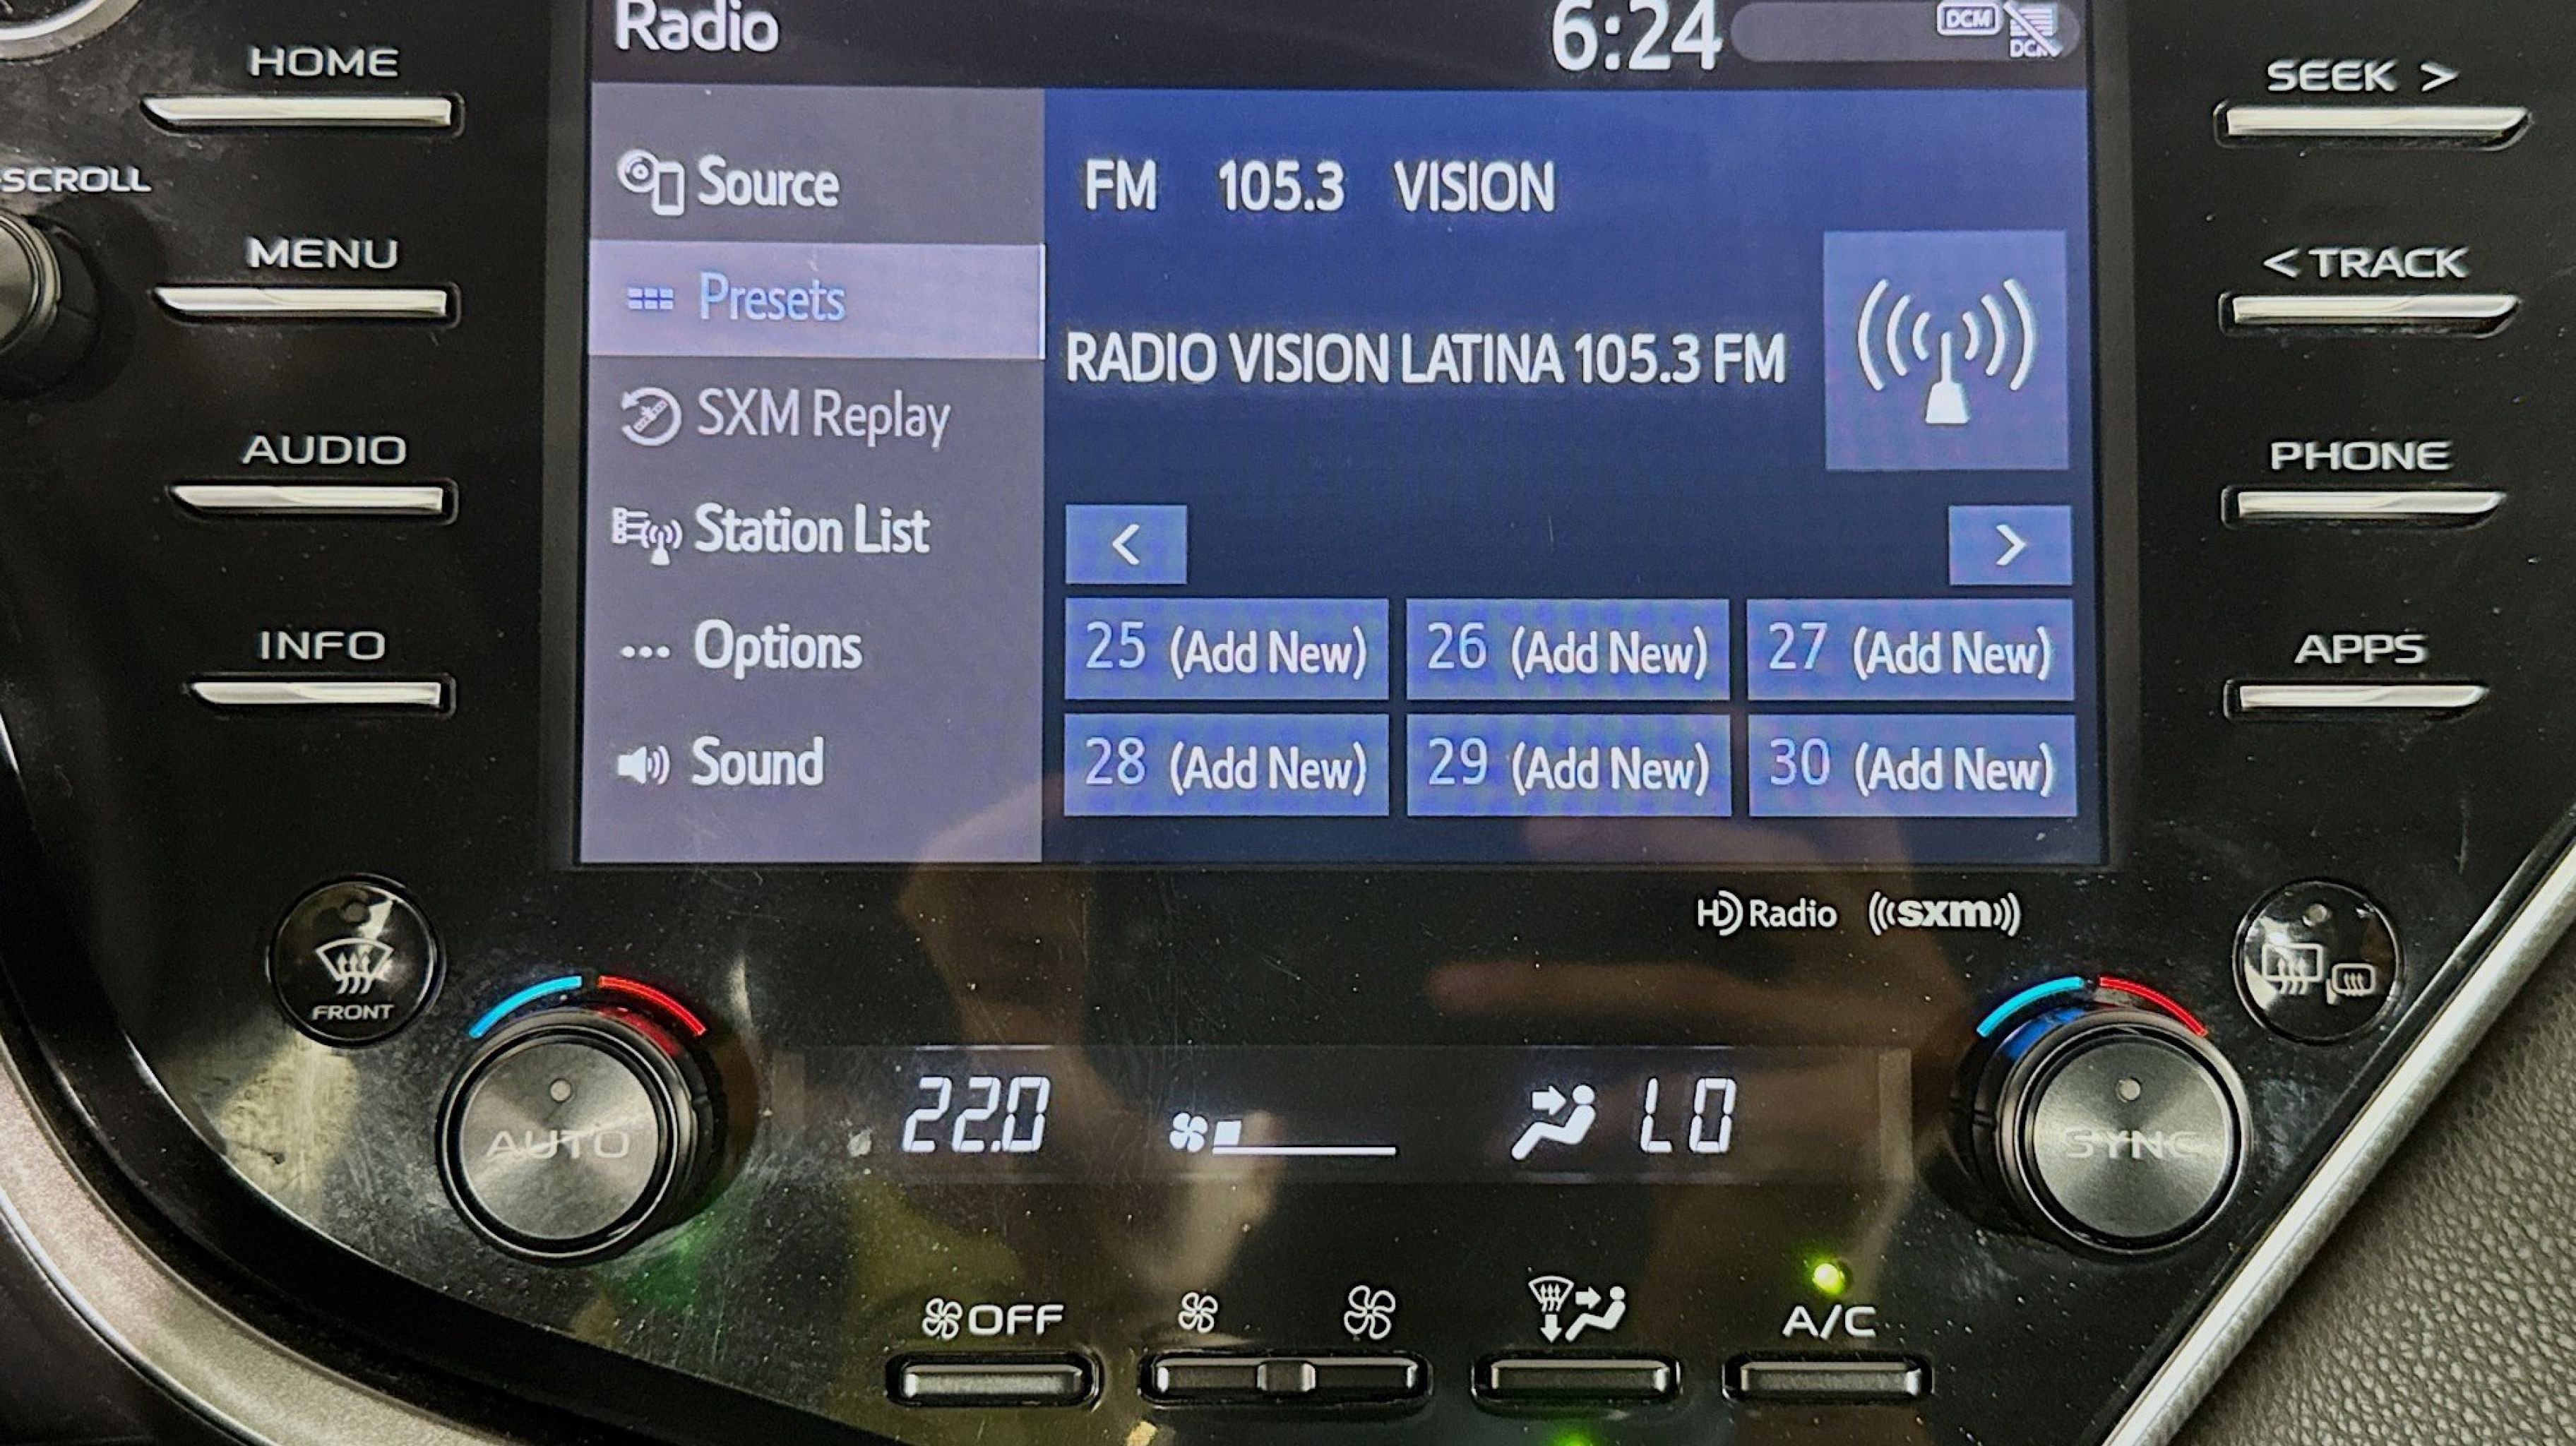 Radio 6:24 DCM
DCM
HOME
SCROLL
MENU
AUDIO
INFO
Source
Presets
SXM Replay
Station List
Options
Sound
FM 105.3 VISION
RADIO VISION LATINA 105.3 FM
< >
25 (Add New) 26 (Add New) 27 (Add New)
28 (Add New) 29 (Add New) 30 (Add New)
SEEK >
< TRACK
PHONE
APPS
HD Radio ((sxm))
FRONT
AUTO
22.0 LO
SYNC
OFF
A/C